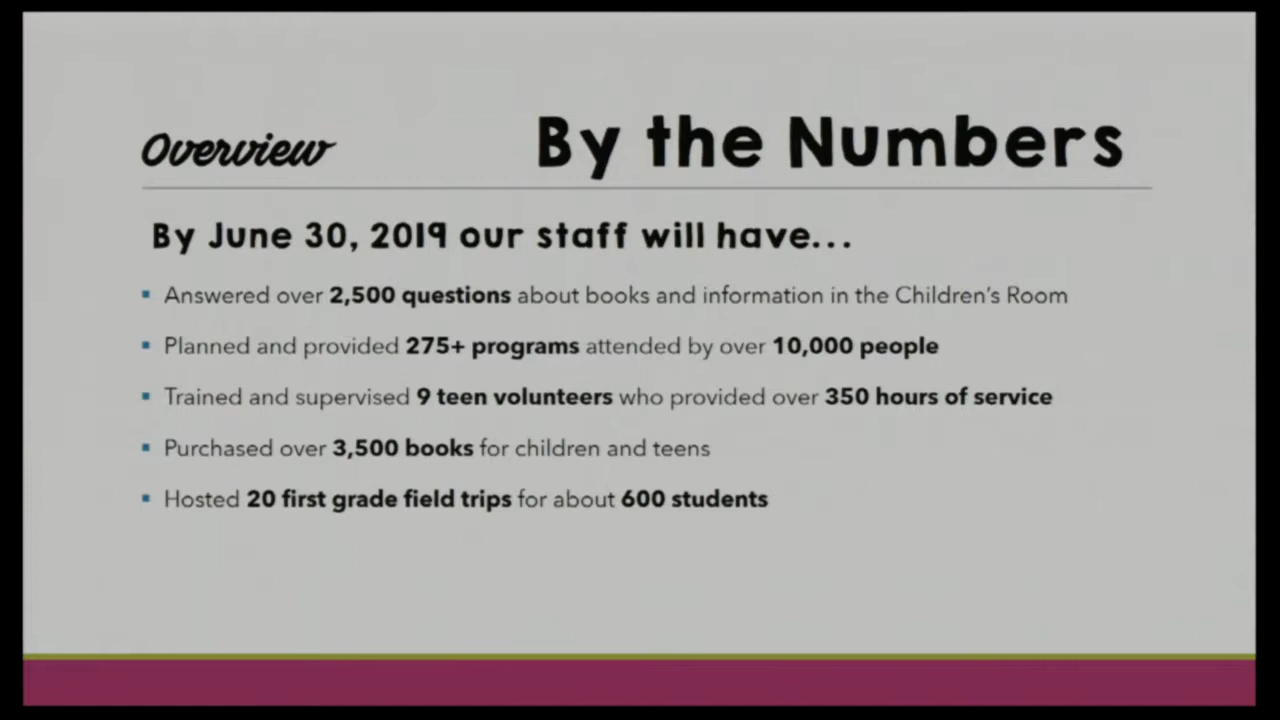 Overview
By the Numbers
By June 30, 2019 our staff will have...
▪ Answered over 2,500 questions about books and information in the Children's Room
▪ Planned and provided 275+ programs attended by over 10,000 people
▪ Trained and supervised 9 teen volunteers who provided over 350 hours of service
▪ Purchased over 3,500 books for children and teens
▪ Hosted 20 first grade field trips for about 600 students